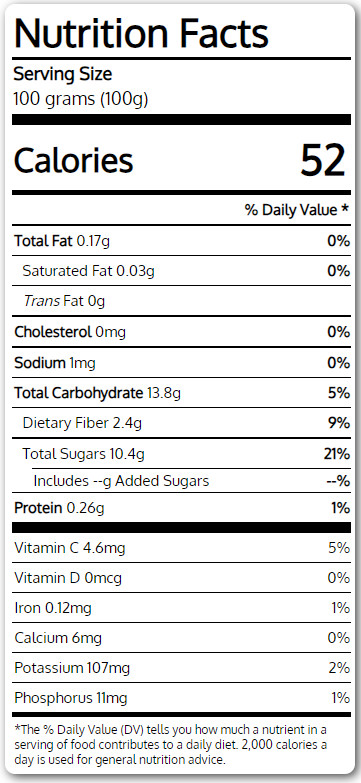 Nutrition Facts
Serving Size
100 grams (100g)
Calories 52
% Daily Value *
Total Fat 0.17g 0%
Saturated Fat 0.03g 0%
Trans Fat 0g
Cholesterol 0mg 0%
Sodium 1mg 0%
Total Carbohydrate 13.8g 5%
Dietary Fiber 2.4g 9%
Total Sugars 10.4g 21%
Includes --g Added Sugars --%
Protein 0.26g 1%
Vitamin C 4.6mg 5%
Vitamin D 0mcg 0%
Iron 0.12mg 1%
Calcium 6mg 0%
Potassium 107mg 2%
Phosphorus 11mg 1%
*The % Daily Value (DV) tells you how much a nutrient in a
serving of food contributes to a daily diet. 2,000 calories a
day is used for general nutrition advice.